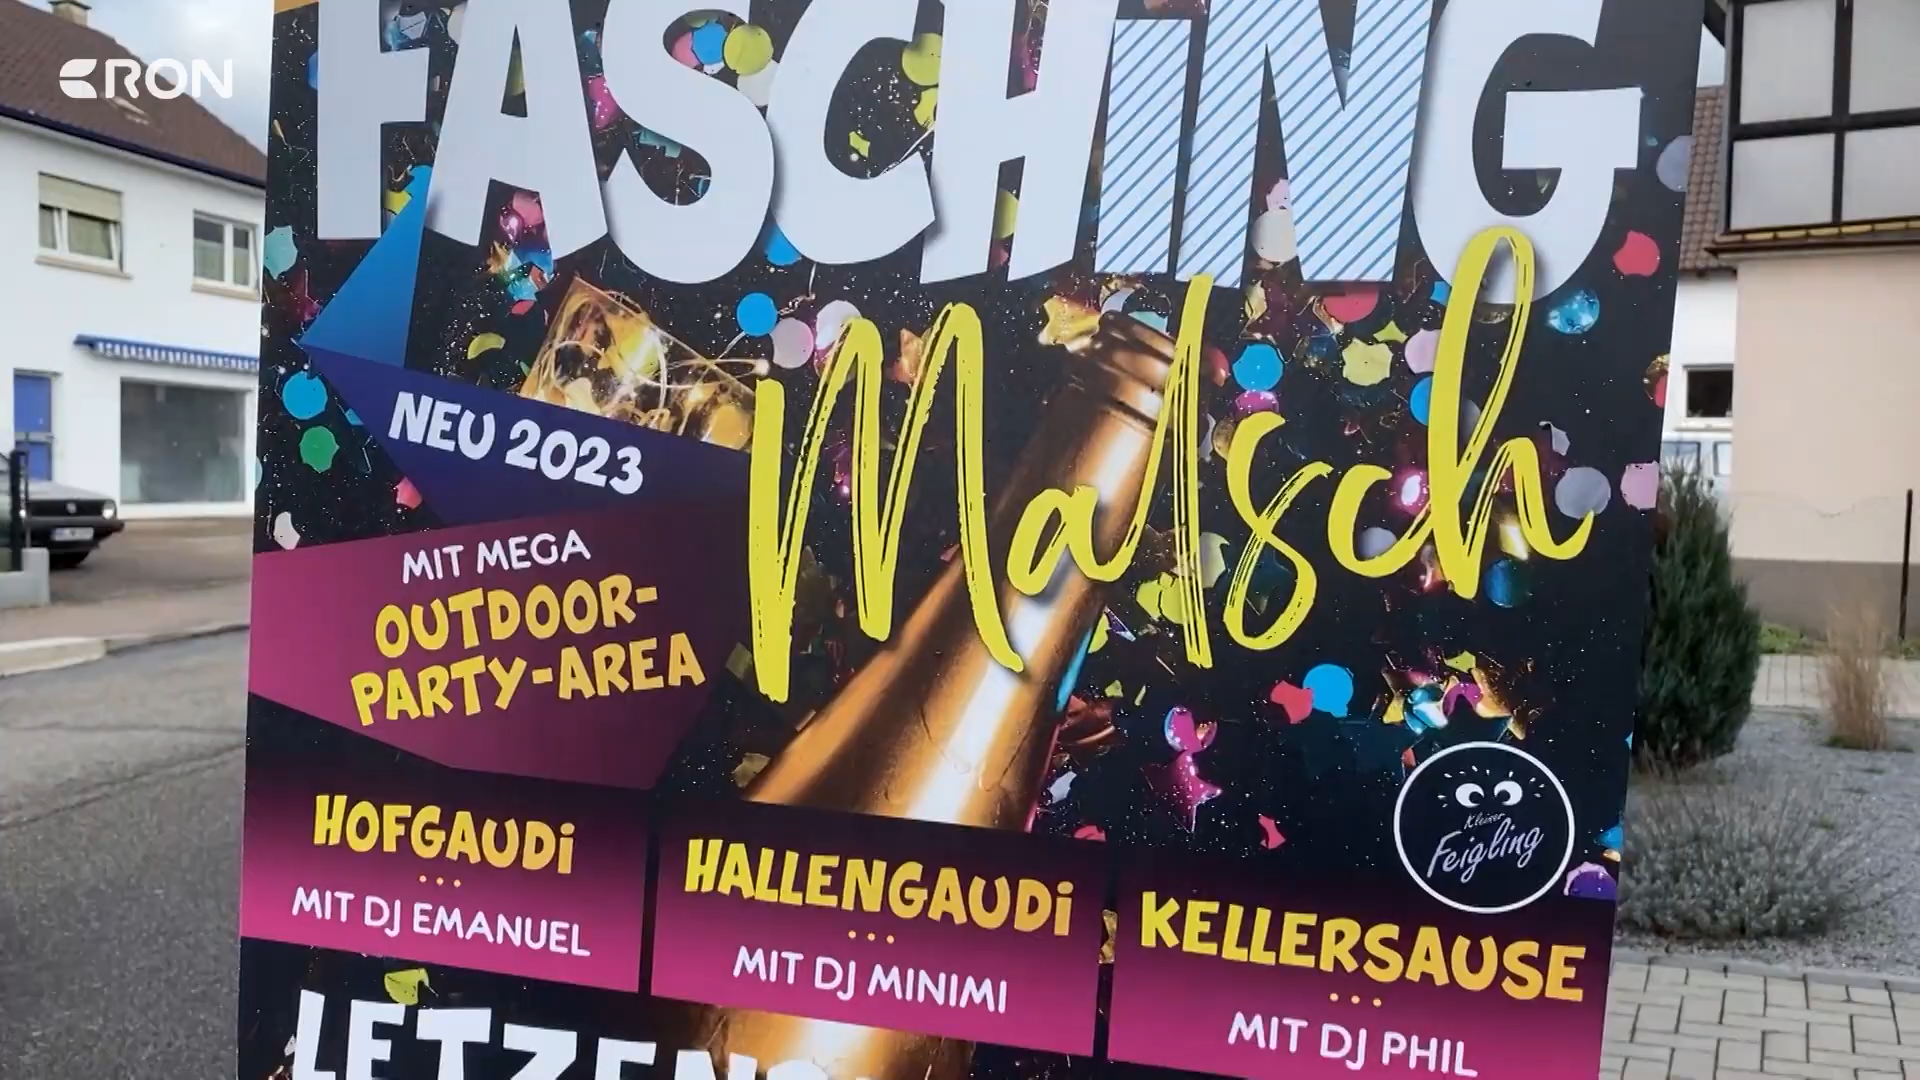 RON
FASCHiNG
Malsch
NEU 2023
MIT MEGA
OUTDOOR-
PARTY-AREA
Kleiner
Feigling
HOFGAUDi
MIT DJ EMANUEL
HALLENGAUDi
MIT DJ MINIMI
KELLERSAUSE
MIT DJ PHIL